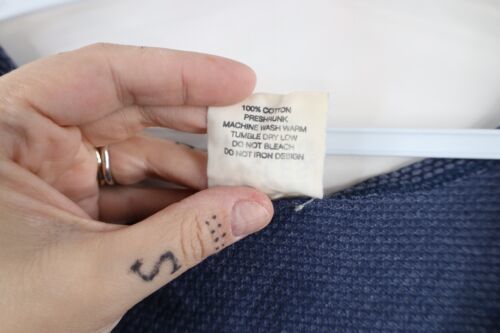 100% COTTON
PRESHRUNK
MACHINE WASH WARM
TUMBLE DRY LOW
DO NOT BLEACH
DO NOT IRON DESIGN